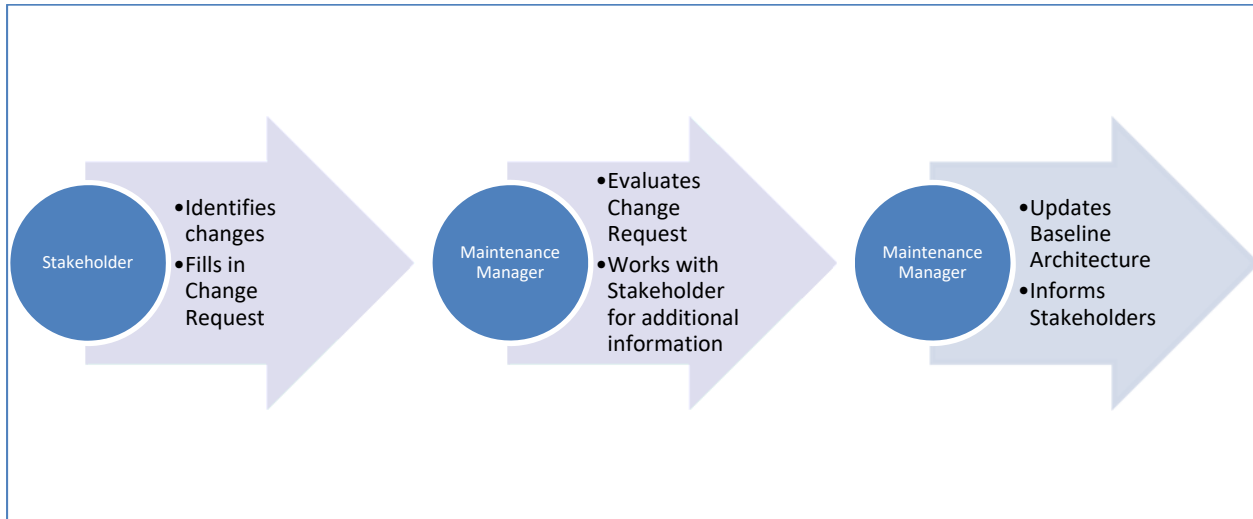 Stakeholder
•Identifies
changes
•Fills in
Change
Request
Maintenance
Manager
•Evaluates
Change
Request
•Works with
Stakeholder
for additional
information
Maintenance
Manager
•Updates
Baseline
Architecture
•Informs
Stakeholders